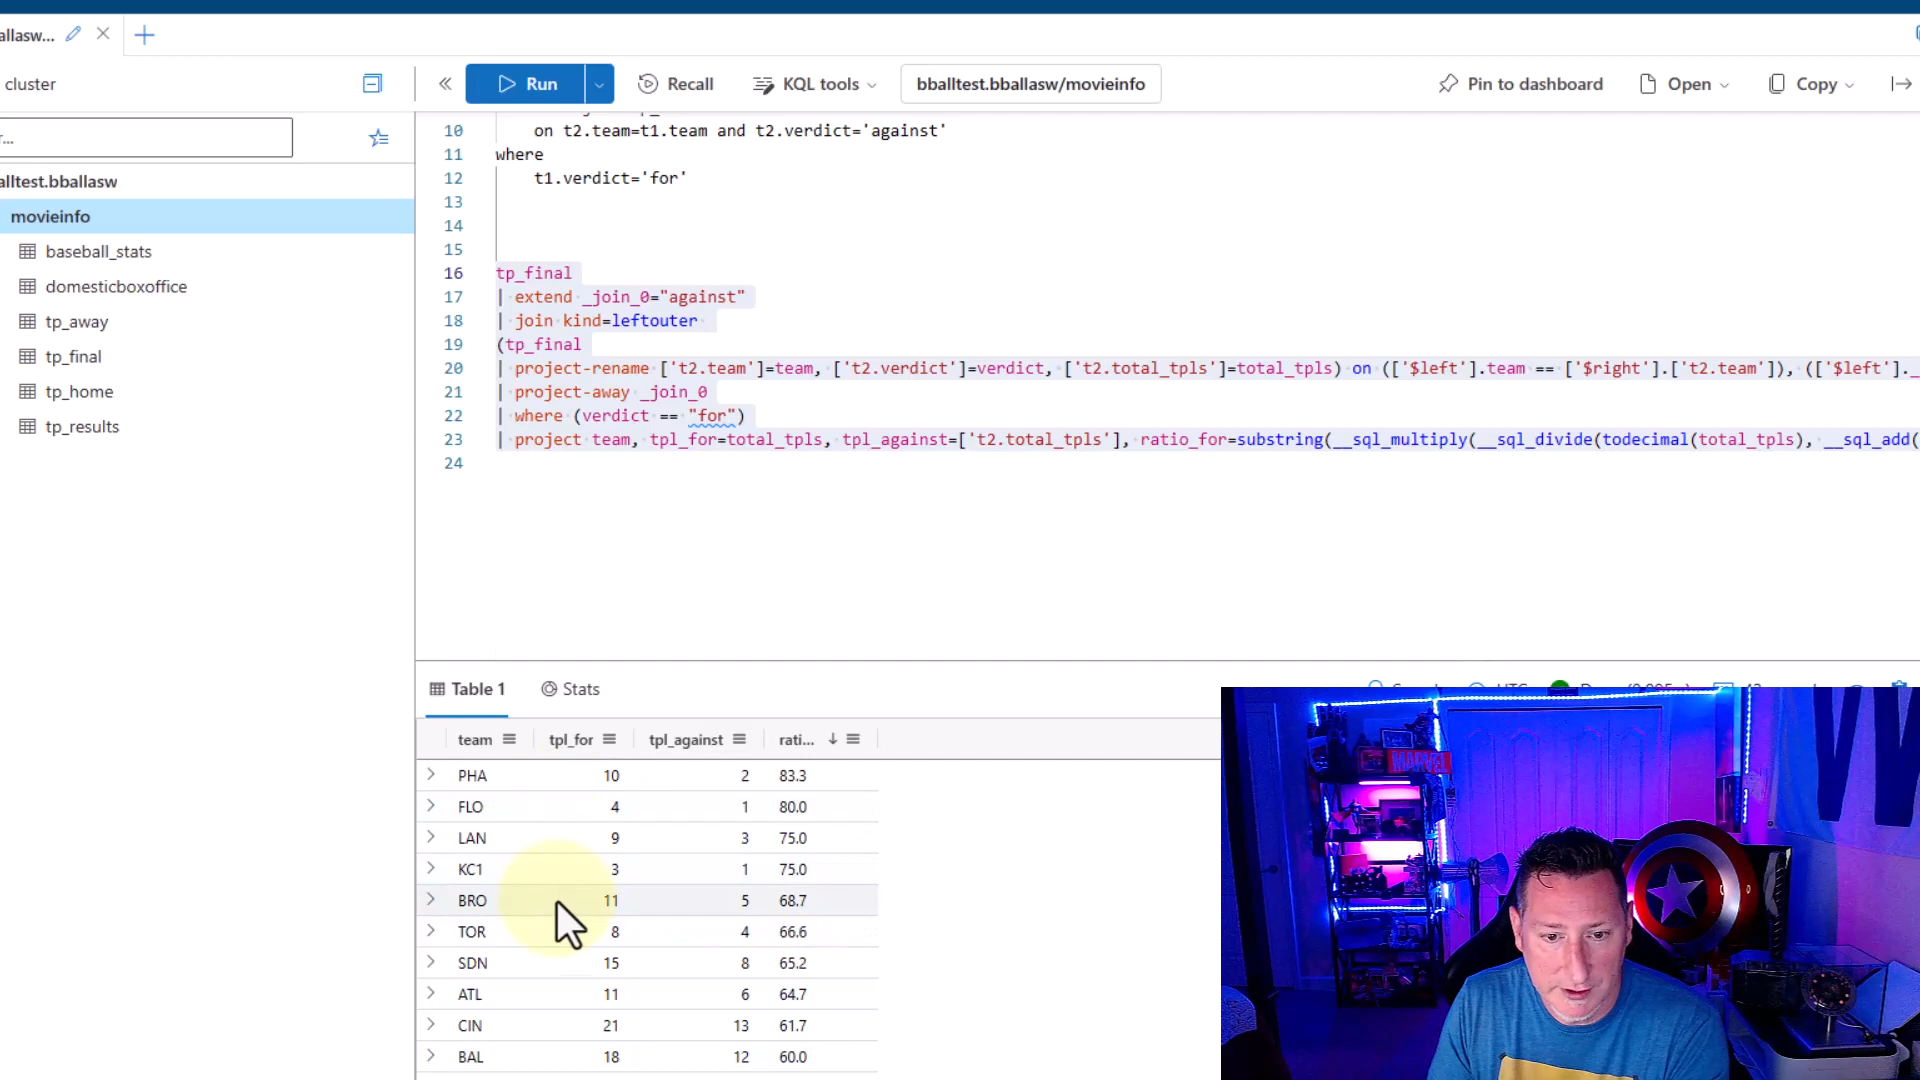 allasw...
cluster
Run
Recall
KQL tools
bballtest.bballasw/movieinfo
Pin to dashboard
Open
Copy
...
alltest.bballasw
movieinfo
baseball_stats
domesticboxoffice
tp_away
tp_final
tp_home
tp_results
10 on t2.team=t1.team and t2.verdict='against'
11 where
12 t1.verdict='for'
13
14
15
16 tp_final
17 | extend _join_0="against"
18 | join kind=leftouter
19 (tp_final
20 | project-rename ['t2.team']=team, ['t2.verdict']=verdict, ['t2.total_tpls']=total_tpls) on (['$left'].team == ['$right'].['t2.team']), (['$left']._
21 | project-away _join_0
22 | where (verdict == "for")
23 | project team, tpl_for=total_tpls, tpl_against=['t2.total_tpls'], ratio_for=substring(__sql_multiply(__sql_divide(todecimal(total_tpls), __sql_add(
24
Table 1
Stats
team tpl_for tpl_against rati...
PHA 10 2 83.3
FLO 4 1 80.0
LAN 9 3 75.0
KC1 3 1 75.0
BRO 11 5 68.7
TOR 8 4 66.6
SDN 15 8 65.2
ATL 11 6 64.7
CIN 21 13 61.7
BAL 18 12 60.0
MARVEL